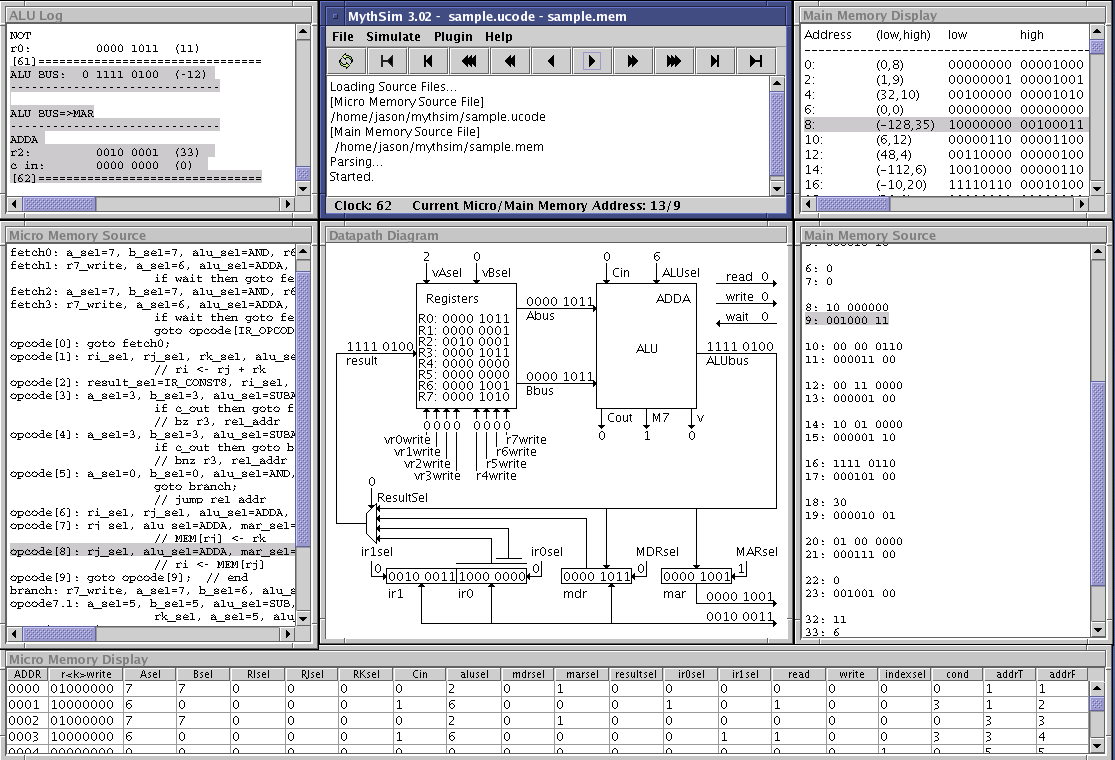 ALU Log
NOT
r0: 0000 1011 (11)
[61]==================================
ALU BUS: 0 1111 0100 (-12)
--------------------------------
ALU BUS=>MAR
--------------------------------
ADDA
r2: 0010 0001 (33)
c in: 0000 0000 (0)
[62]==================================
MythSim 3.02 - sample.ucode - sample.mem
File Simulate Plugin Help
Loading Source Files...
[Micro Memory Source File]
/home/jason/mythsim/sample.ucode
[Main Memory Source File]
/home/jason/mythsim/sample.mem
Parsing...
Started.
Clock: 62 Current Micro/Main Memory Address: 13/9
Main Memory Display
Address (low,high) low high
0: (0,8) 00000000 00001000
2: (1,9) 00000001 00001001
4: (32,10) 00100000 00001010
6: (0,0) 00000000 00000000
8: (-128,35) 10000000 00100011
10: (6,12) 00000110 00001100
12: (48,4) 00110000 00000100
14: (-112,6) 10010000 00000110
16: (-10,20) 11110110 00010100
Micro Memory Source
fetch0: a_sel=7, b_sel=7, alu_sel=AND, r6
fetch1: r7_write, a_sel=6, alu_sel=ADDA,
if wait then goto fe
fetch2: a_sel=7, b_sel=7, alu_sel=AND, r6
fetch3: r7_write, a_sel=6, alu_sel=ADDA,
if wait then goto fe
goto opcode[IR_OPCOD
opcode[0]: goto fetch0;
opcode[1]: ri_sel, rj_sel, rk_sel, alu_se
// ri <- rj + rk
opcode[2]: result_sel=IR_CONST8, ri_sel,
opcode[3]: a_sel=3, b_sel=3, alu_sel=SUBA
if c_out then goto f
// bz r3, rel_addr
opcode[4]: a_sel=3, b_sel=3, alu_sel=SUBA
if c_out then goto b
// bnz r3, rel_addr
opcode[5]: a_sel=0, b_sel=0, alu_sel=AND,
goto branch;
// jump rel addr
opcode[6]: ri_sel, rj_sel, alu_sel=ADDA,
opcode[7]: rj sel, alu sel=ADDA, mar_sel=
// MEM[rj] <- rk
opcode[8]: rj_sel, alu_sel=ADDA, mar_sel=
// ri <- MEM[rj]
opcode[9]: goto opcode[9]; // end
branch: r7_write, a_sel=7, b_sel=6, alu_s
opcode7.1: a_sel=5, b_sel=5, alu_sel=SUB,
rk_sel, a_sel=5, alu
Datapath Diagram
2 0 0 6
vAsel vBsel Cin ALUsel
read 0
write 0
wait 0
Registers
R0: 0000 1011
R1: 0000 0000
R2: 0010 0001
R3: 0000 1011
R4: 0000 0000
R5: 0000 0000
R6: 0000 1001
R7: 0000 1010
0000 1011
Abus
0000 1011
Bbus
ADDA
ALU
1111 0100
result
1111 0100
ALUbus
Cout M7 v
0 1 0
0000 0000
vr0write r7write
vr1write r6write
vr2write r5write
vr3write r4write
0
ResultSel
ir1sel ir0sel MDRsel MARsel
0 0010 0011 1000 0000 0 0000 1011 0 0000 1001 1
ir1 ir0 mdr mar
0000 1001
0010 0011
Main Memory Source
6: 0
7: 0
8: 10 000000
9: 001000 11
10: 00 00 0110
11: 000011 00
12: 00 11 0000
13: 000001 00
14: 10 01 0000
15: 000001 10
16: 1111 0110
17: 000101 00
18: 30
19: 000010 01
20: 01 00 0000
21: 000111 00
22: 0
23: 001001 00
32: 11
33: 6
Micro Memory Display
ADDR r<k>write Asel Bsel RIsel RJsel RKsel Cin alusel mdrsel marsel resultsel ir0sel ir1sel read write indexsel cond addrT addrF
0000 01000000 7 7 0 0 0 0 2 0 1 0 0 0 0 0 0 0 1 1
0001 10000000 6 0 0 0 0 1 6 0 0 0 1 0 1 0 0 3 1 2
0002 01000000 7 7 0 0 0 0 2 0 1 0 0 0 0 0 0 0 3 3
0003 10000000 6 0 0 0 0 1 6 0 0 0 0 1 1 0 0 3 3 4